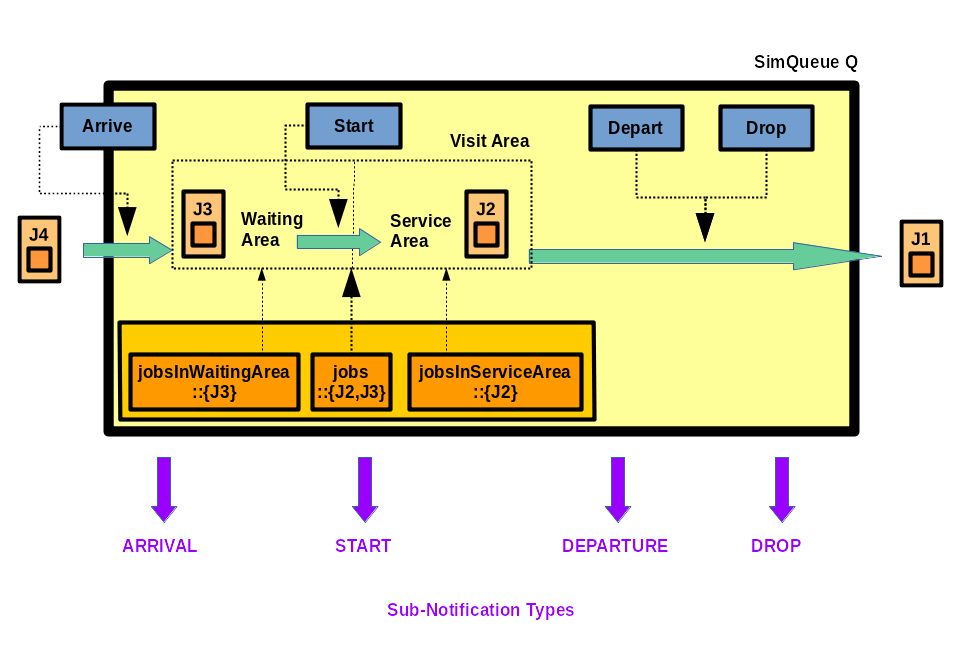 SimQueue Q
Arrive
Start
Depart
Drop
Visit Area
J3
Waiting
Area
Service
Area
J2
J4
J1
jobsInWaitingArea
::{J3}
jobs
::{J2,J3}
jobsInServiceArea
::{J2}
ARRIVAL
START
DEPARTURE
DROP
Sub-Notification Types